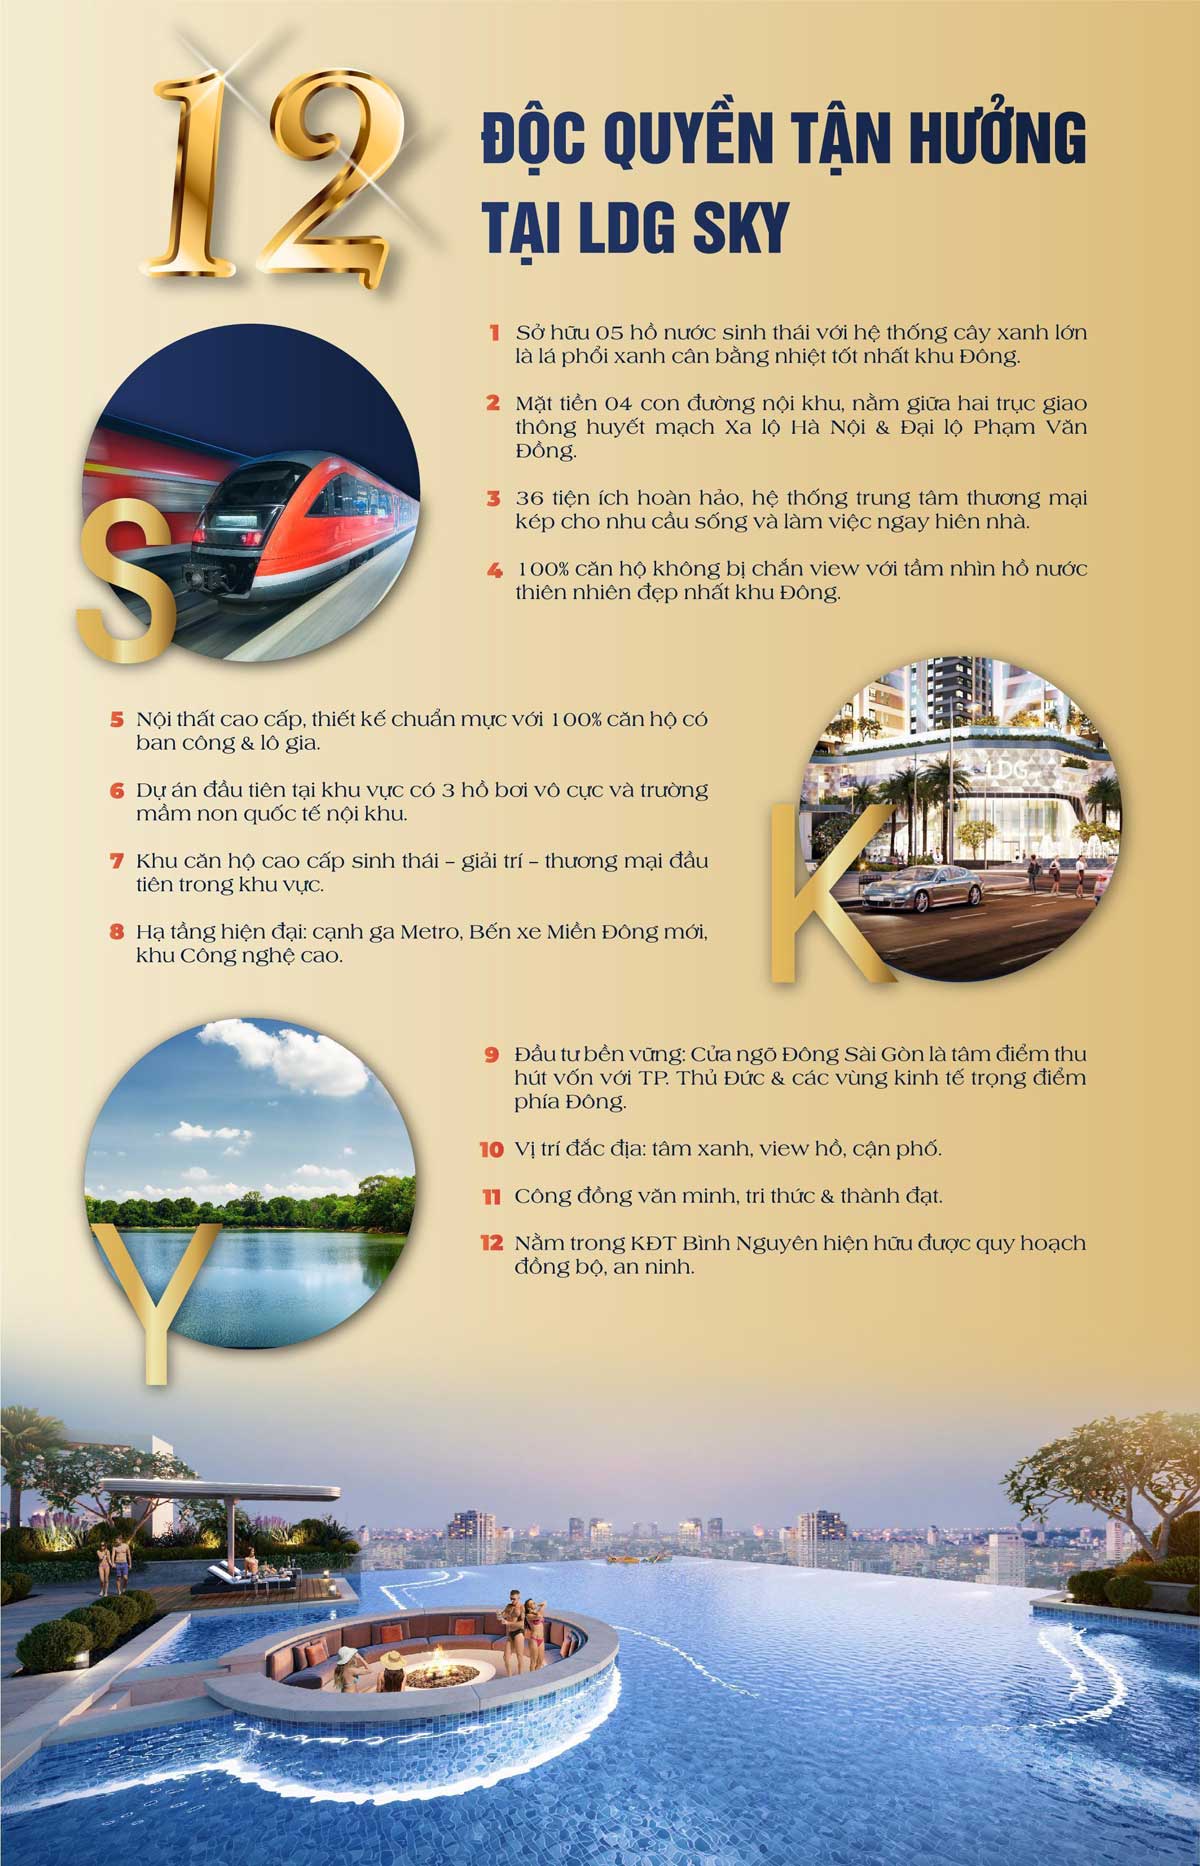 12
ĐỘC QUYỀN TẬN HƯỞNG
TẠI LDG SKY
1 Sở hữu 05 hồ nước sinh thái với hệ thống cây xanh lớn
là lá phổi xanh cân bằng nhiệt tốt nhất khu Đông.
2 Mặt tiền 04 con đường nội khu, nằm giữa hai trục giao
thông huyết mạch Xa lộ Hà Nội & Đại lộ Phạm Văn
Đồng.
3 36 tiện ích hoàn hảo, hệ thống trung tâm thương mại
kép cho nhu cầu sống và làm việc ngay hiên nhà.
4 100% căn hộ không bị chắn view với tầm nhìn hồ nước
thiên nhiên đẹp nhất khu Đông.
S
5 Nội thất cao cấp, thiết kế chuẩn mực với 100% căn hộ có
ban công & lô gia.
6 Dự án đầu tiên tại khu vực có 3 hồ bơi vô cực và trường
mầm non quốc tế nội khu.
7 Khu căn hộ cao cấp sinh thái – giải trí – thương mại đầu
tiên trong khu vực.
8 Hạ tầng hiện đại: cạnh ga Metro, Bến xe Miền Đông mới,
khu Công nghệ cao.
LDG
K
9 Đầu tư bền vững: Cửa ngõ Đông Sài Gòn là tâm điểm thu
hút vốn với TP. Thủ Đức & các vùng kinh tế trọng điểm
phía Đông.
10 Vị trí đắc địa: tâm xanh, view hồ, cận phố.
11 Công đồng văn minh, tri thức & thành đạt.
12 Nằm trong KĐT Bình Nguyên hiện hữu được quy hoạch
đồng bộ, an ninh.
Y